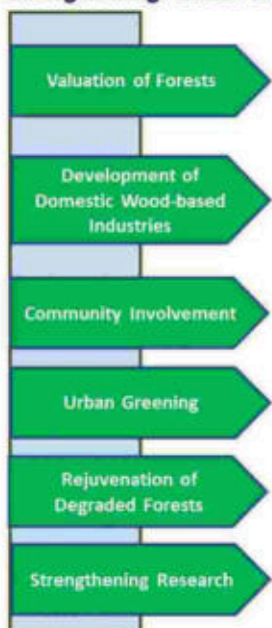 Valuation of Forests
Development of
Domestic Wood-based
Industries
Community Involvement
Urban Greening
Rejuvenation of
Degraded Forests
Strengthening Research